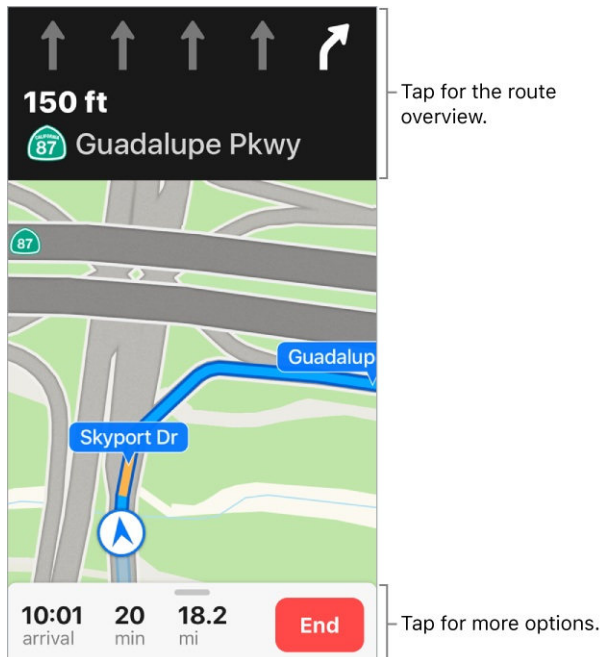 150 ft
CALIFORNIA
87
Guadalupe Pkwy
Tap for the route
overview.
87
Guadalup
Skyport Dr
10:01
arrival
20
min
18.2
mi
End
Tap for more options.